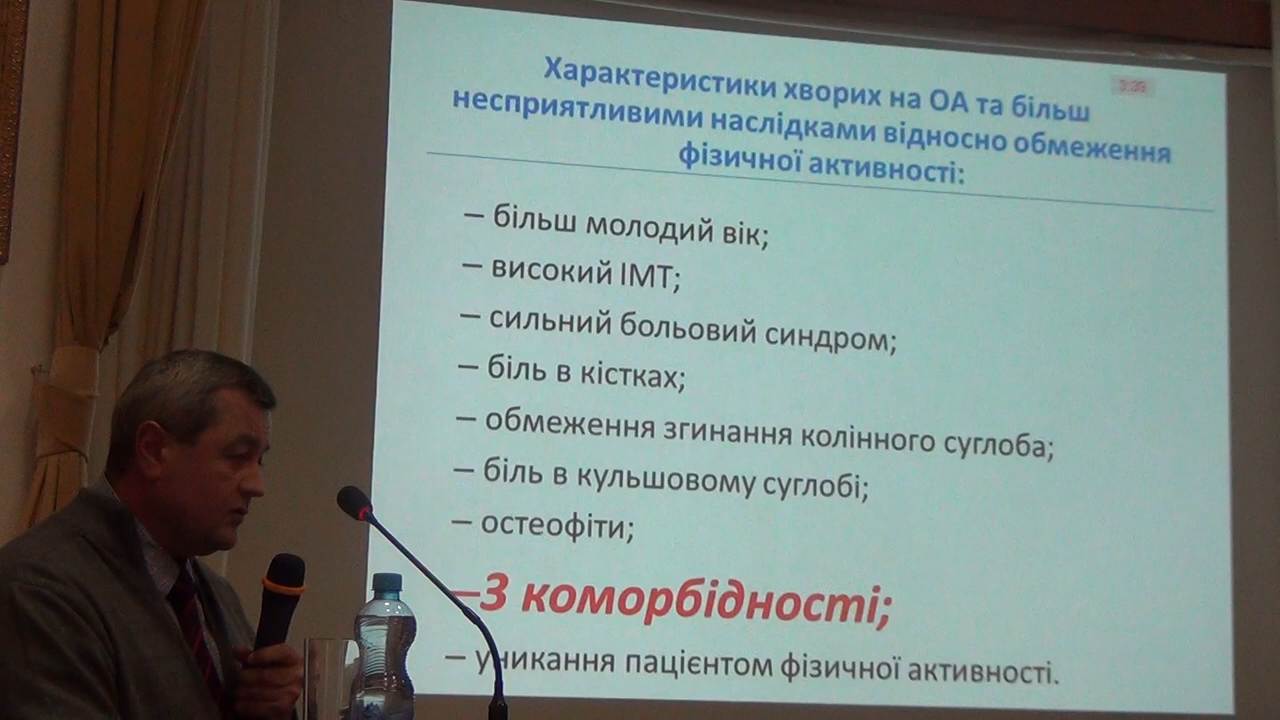 Характеристики хворих на ОА та більш
несприятливими наслідками відносно обмеження
фізичної активності:
– більш молодий вік;
– високий ІМТ;
– сильний больовий синдром;
– біль в кістках;
– обмеження згинання колінного суглоба;
– біль в кульшовому суглобі;
– остеофіти;
–3 коморбідності;
– уникання пацієнтом фізичної активності.